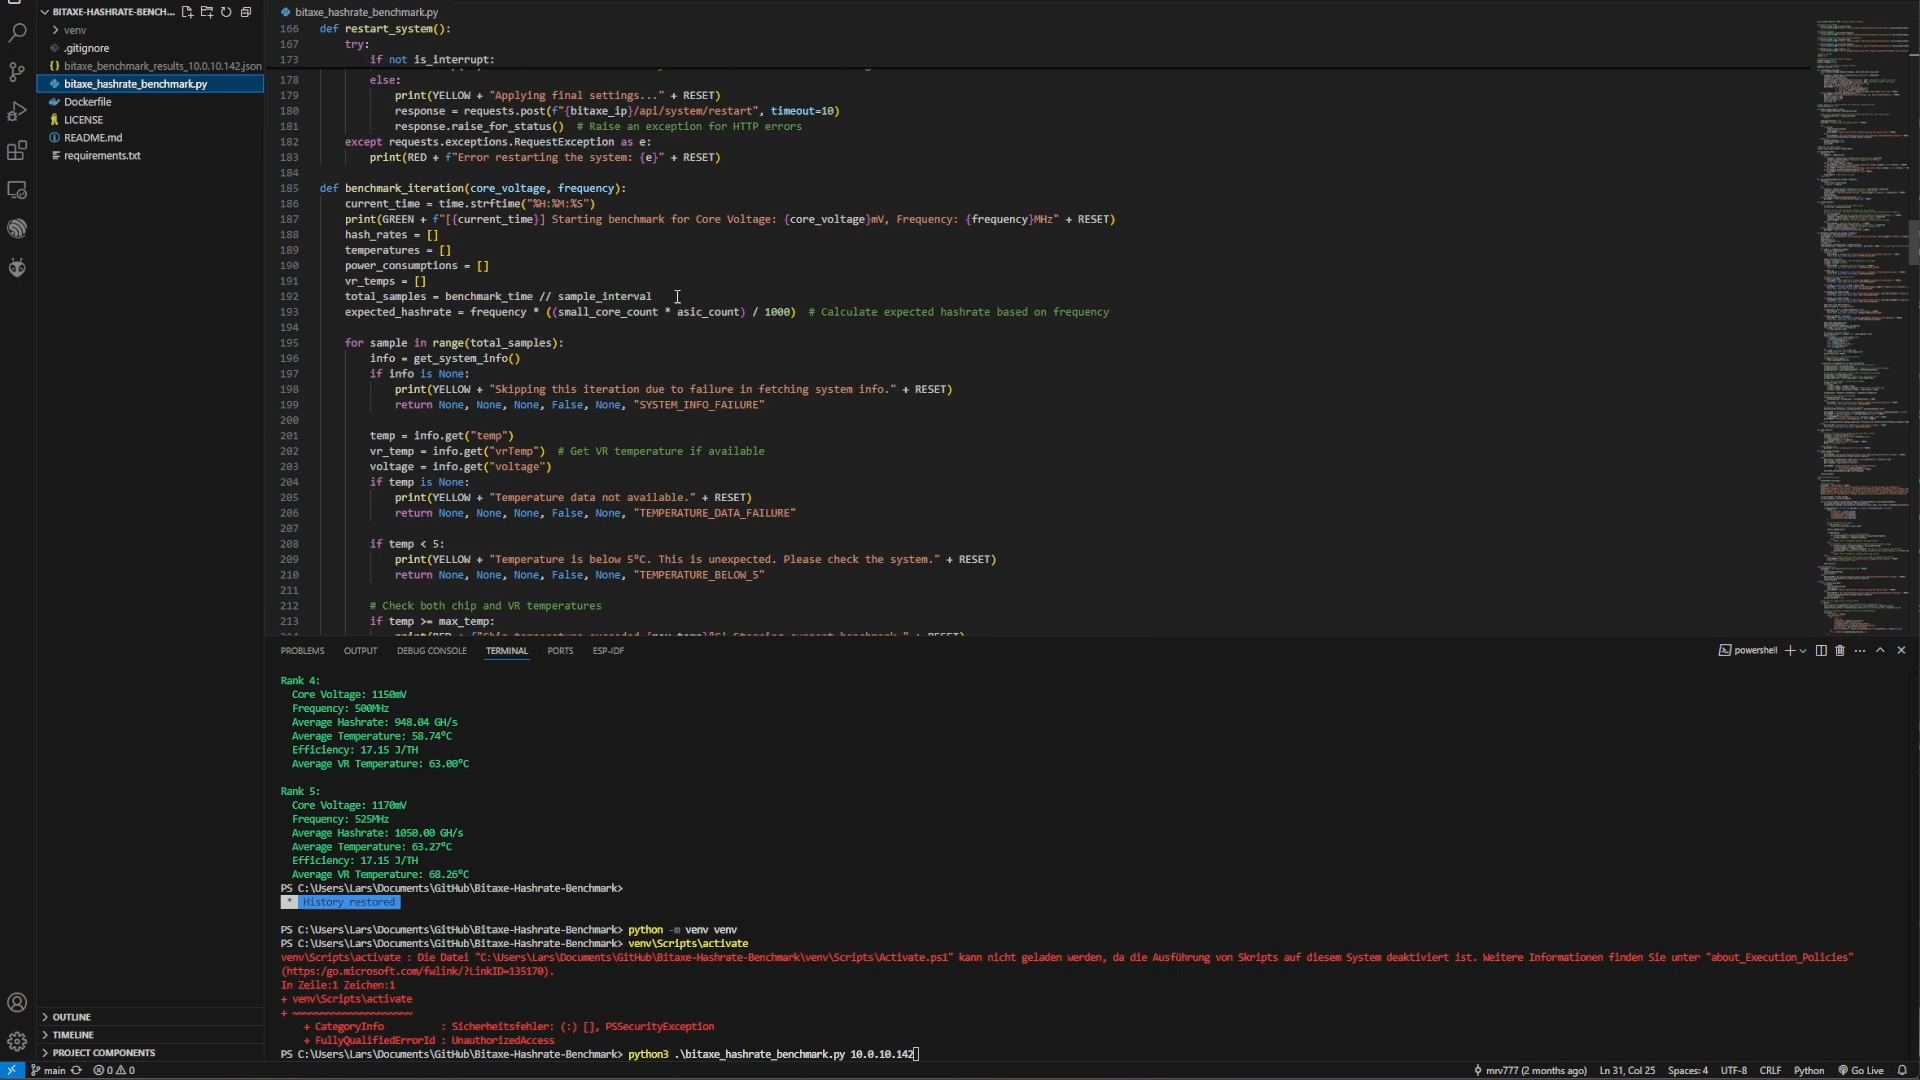 BITAXE-HASHRATE-BENCH...
venv
.gitignore
bitaxe_benchmark_results_10.0.10.142.json
bitaxe_hashrate_benchmark.py
Dockerfile
LICENSE
README.md
requirements.txt
OUTLINE
TIMELINE
PROJECT COMPONENTS
bitaxe_hashrate_benchmark.py
166 def restart_system():
167 try:
173 if not is_interrupt:
178 else:
179 print(YELLOW + "Applying final settings..." + RESET)
180 response = requests.post(f"{bitaxe_ip}/api/system/restart", timeout=10)
181 response.raise_for_status()  # Raise an exception for HTTP errors
182 except requests.exceptions.RequestException as e:
183 print(RED + f"Error restarting the system: {e}" + RESET)
184
185 def benchmark_iteration(core_voltage, frequency):
186 current_time = time.strftime("%H:%M:%S")
187 print(GREEN + f"[{current_time}] Starting benchmark for Core Voltage: {core_voltage}mV, Frequency: {frequency}MHz" + RESET)
188 hash_rates = []
189 temperatures = []
190 power_consumptions = []
191 vr_temps = []
192 total_samples = benchmark_time // sample_interval
193 expected_hashrate = frequency * ((small_core_count * asic_count) / 1000)  # Calculate expected hashrate based on frequency
194
195 for sample in range(total_samples):
196 info = get_system_info()
197 if info is None:
198 print(YELLOW + "Skipping this iteration due to failure in fetching system info." + RESET)
199 return None, None, None, False, None, "SYSTEM_INFO_FAILURE"
200
201 temp = info.get("temp")
202 vr_temp = info.get("vrTemp")  # Get VR temperature if available
203 voltage = info.get("voltage")
204 if temp is None:
205 print(YELLOW + "Temperature data not available." + RESET)
206 return None, None, None, False, None, "TEMPERATURE_DATA_FAILURE"
207
208 if temp < 5:
209 print(YELLOW + "Temperature is below 5°C. This is unexpected. Please check the system." + RESET)
210 return None, None, None, False, None, "TEMPERATURE_BELOW_5"
211
212 # Check both chip and VR temperatures
213 if temp >= max_temp:
PROBLEMS OUTPUT DEBUG CONSOLE TERMINAL PORTS ESP-IDF
powershell
Rank 4:
Core Voltage: 1150mV
Frequency: 500MHz
Average Hashrate: 948.04 GH/s
Average Temperature: 58.74°C
Efficiency: 17.15 J/TH
Average VR Temperature: 63.00°C
Rank 5:
Core Voltage: 1170mV
Frequency: 525MHz
Average Hashrate: 1050.00 GH/s
Average Temperature: 63.27°C
Efficiency: 17.15 J/TH
Average VR Temperature: 68.26°C
PS C:\Users\Lars\Documents\GitHub\Bitaxe-Hashrate-Benchmark>
* History restored
PS C:\Users\Lars\Documents\GitHub\Bitaxe-Hashrate-Benchmark> python -m venv venv
PS C:\Users\Lars\Documents\GitHub\Bitaxe-Hashrate-Benchmark> venv\Scripts\activate
venv\Scripts\activate : Die Datei "C:\Users\Lars\Documents\GitHub\Bitaxe-Hashrate-Benchmark\venv\Scripts\Activate.ps1" kann nicht geladen werden, da die Ausführung von Skripts auf diesem System deaktiviert ist. Weitere Informationen finden Sie unter "about_Execution_Policies"
(https:/go.microsoft.com/fwlink/?LinkID=135170).
In Zeile:1 Zeichen:1
+ venv\Scripts\activate
+ ~~~~~~~~~~~~~~~~~~~~~
+ CategoryInfo : Sicherheitsfehler: (:) [], PSSecurityException
+ FullyQualifiedErrorId : UnauthorizedAccess
PS C:\Users\Lars\Documents\GitHub\Bitaxe-Hashrate-Benchmark> python3 .\bitaxe_hashrate_benchmark.py 10.0.10.142
main 0 0 mrv777 (2 months ago) Ln 31, Col 25 Spaces: 4 UTF-8 CRLF Python Go Live